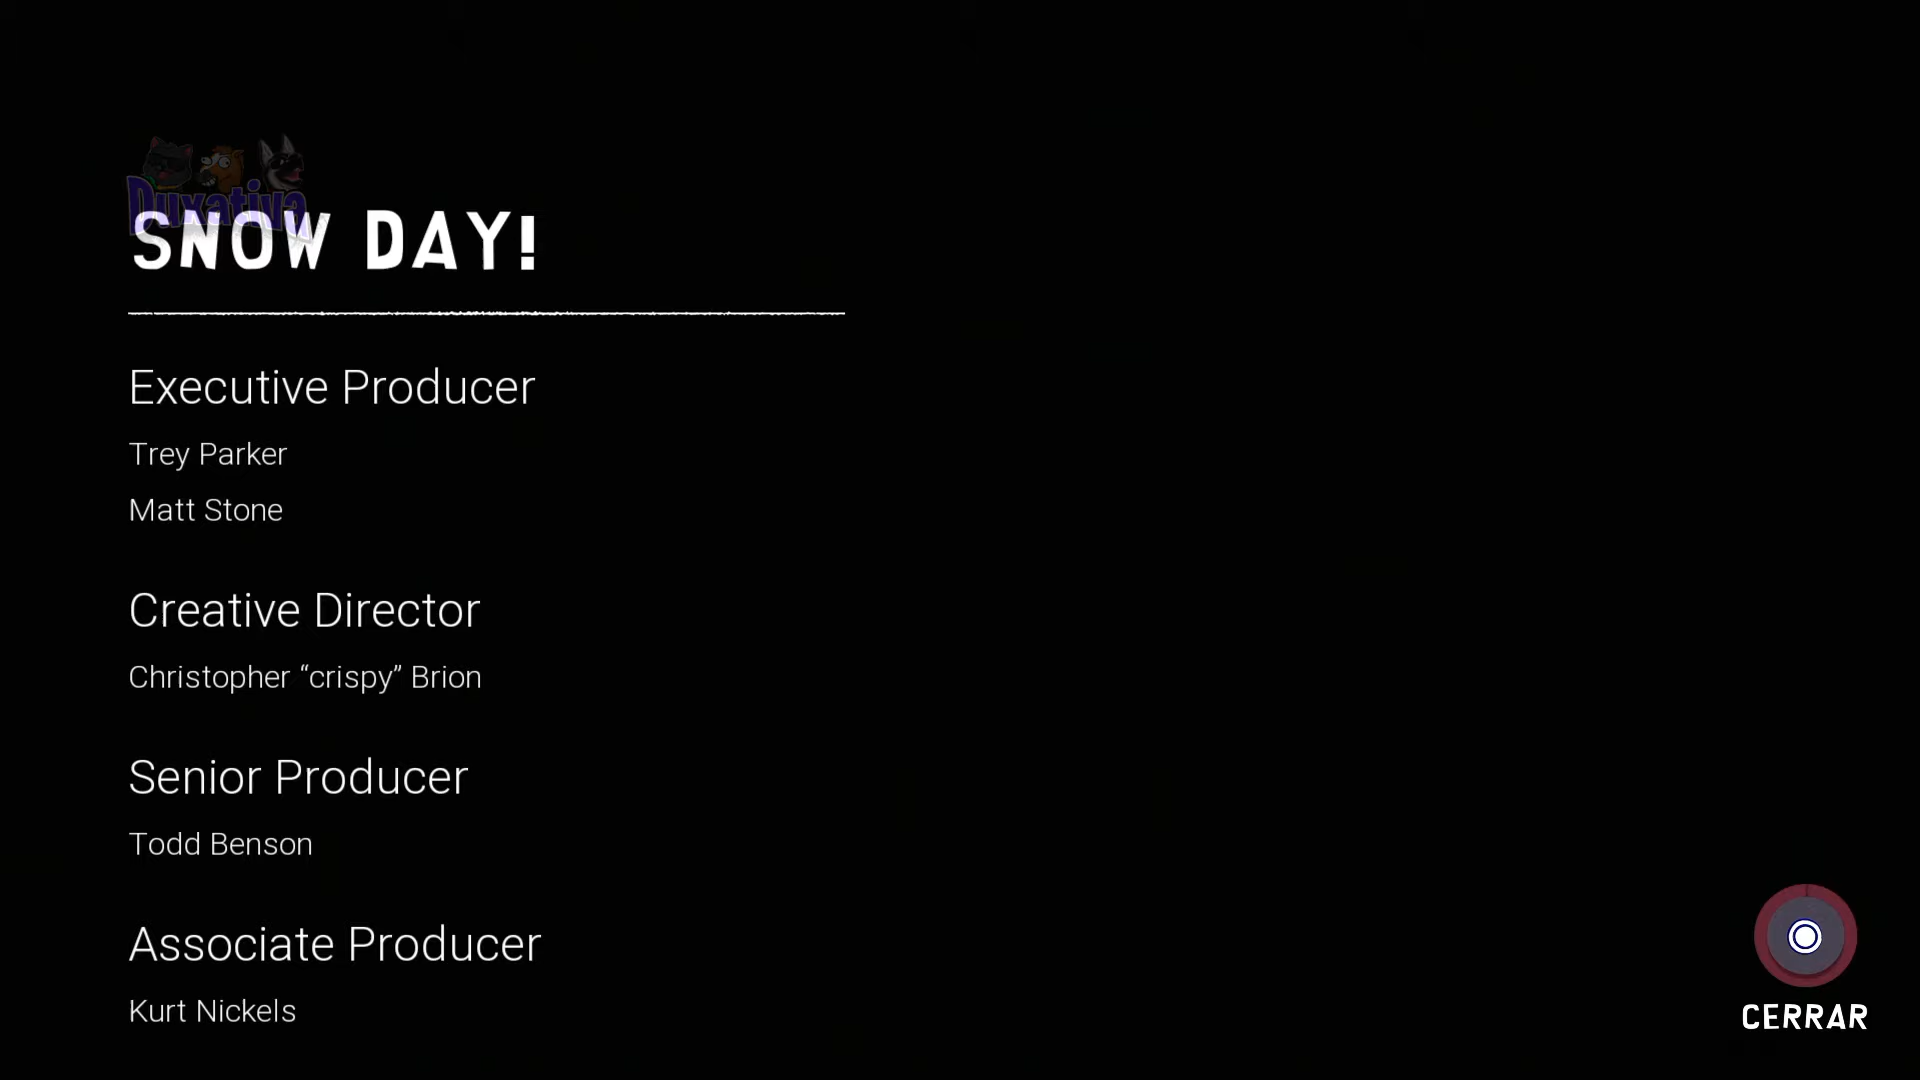 Duxativa
SNOW DAY!
Executive Producer
Trey Parker
Matt Stone
Creative Director
Christopher “crispy” Brion
Senior Producer
Todd Benson
Associate Producer
Kurt Nickels
CERRAR